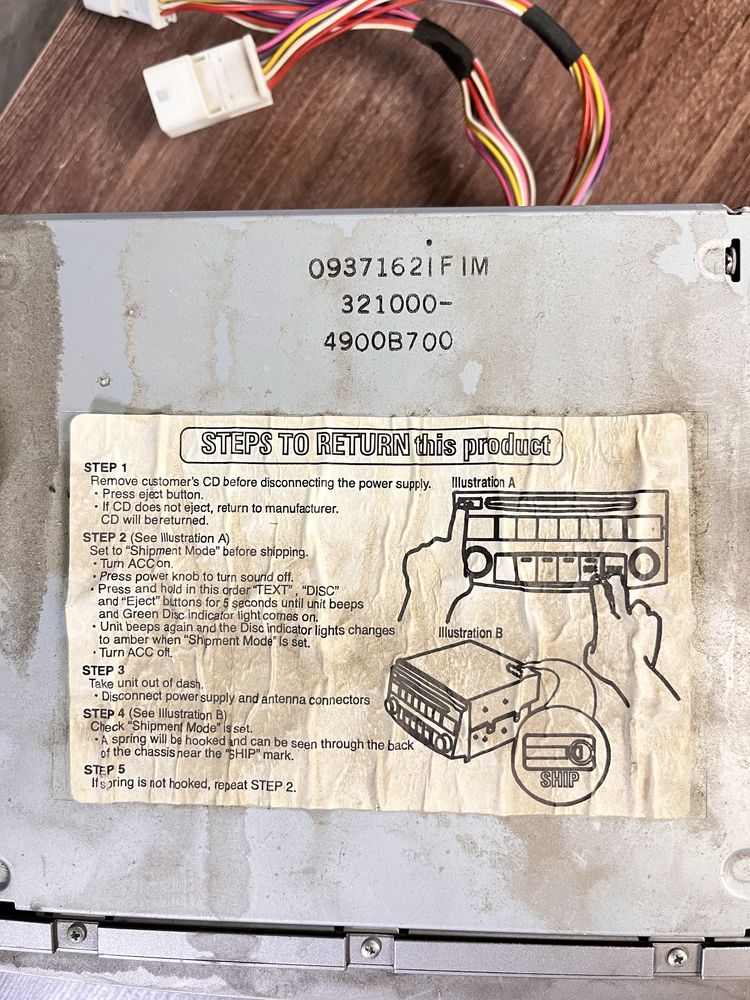 09371621F1M
321000-
4900B700
STEPS TO RETURN this product
STEP 1
Remove customer's CD before disconnecting the power supply.
• Press eject button.
• If CD does not eject, return to manufacturer.
CD will bereturned.
STEP 2 (See Illustration A)
Set to "Shipment Mode" before shipping.
• Turn ACC on.
• Press power knob to turn sound off.
• Press and hold in this order "TEXT", "DISC"
and "Eject" buttons for 5 seconds until unit beeps
and Green Disc indicator light comes on.
• Unit beeps again and the Disc indicator lights changes
to amber when "Shipment Mode" is set.
• Turn ACC off.
STEP 3
Take unit out of dash.
• Disconnect power supply and antenna connectors
STEP 4 (See Illustration B)
Check "Shipment Mode" is set.
• A spring will be hooked and can be seen through the back
of the chassis near the "SHIP" mark.
STEP 5
If spring is not hooked, repeat STEP 2.
Illustration A
Illustration B
SHIP